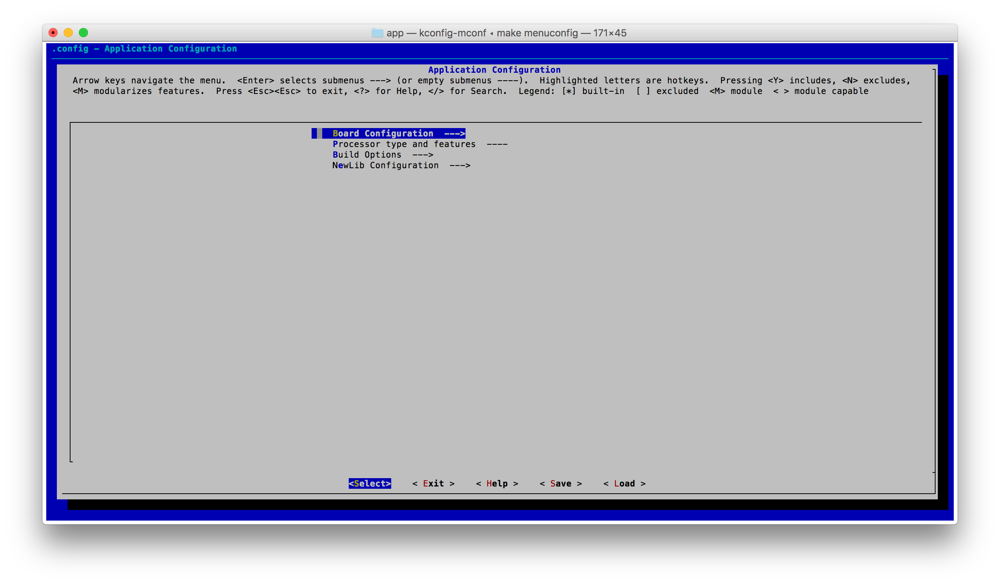 app — kconfig-mconf ◂ make menuconfig — 171×45
.config - Application Configuration
Application Configuration
Arrow keys navigate the menu.  <Enter> selects submenus ---> (or empty submenus ----).  Highlighted letters are hotkeys.  Pressing <Y> includes, <N> excludes,
<M> modularizes features.  Press <Esc><Esc> to exit, <?> for Help, </> for Search.  Legend: [*] built-in  [ ] excluded  <M> module  < > module capable
Board Configuration  --->
Processor type and features  ----
Build Options  --->
NewLib Configuration  --->
<Select>    < Exit >    < Help >    < Save >    < Load >